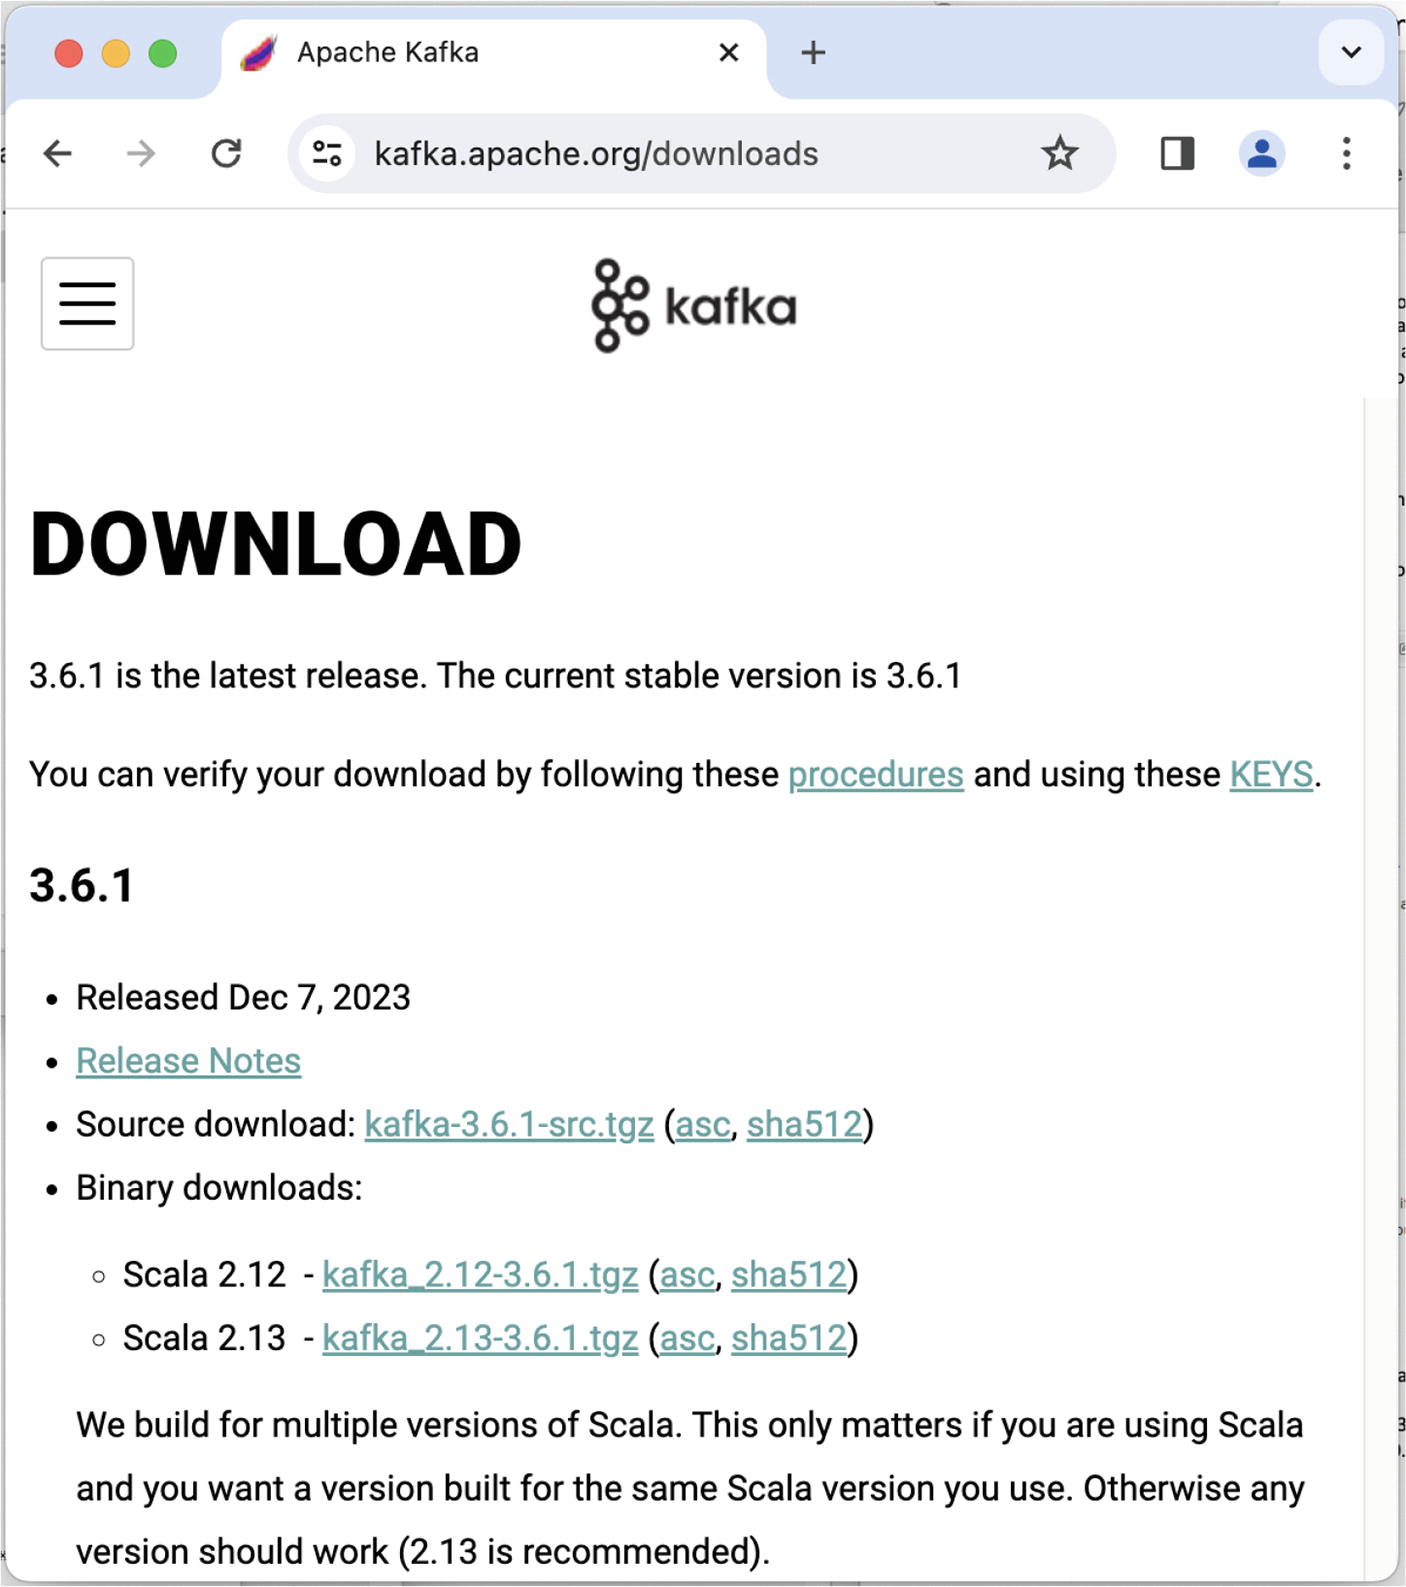 Apache Kafka
kafka.apache.org/downloads
kafka
DOWNLOAD
3.6.1 is the latest release. The current stable version is 3.6.1
You can verify your download by following these procedures and using these KEYS.
3.6.1
• Released Dec 7, 2023
• Release Notes
• Source download: kafka-3.6.1-src.tgz (asc, sha512)
• Binary downloads:
◦ Scala 2.12 - kafka_2.12-3.6.1.tgz (asc, sha512)
◦ Scala 2.13 - kafka_2.13-3.6.1.tgz (asc, sha512)
We build for multiple versions of Scala. This only matters if you are using Scala
and you want a version built for the same Scala version you use. Otherwise any
version should work (2.13 is recommended).